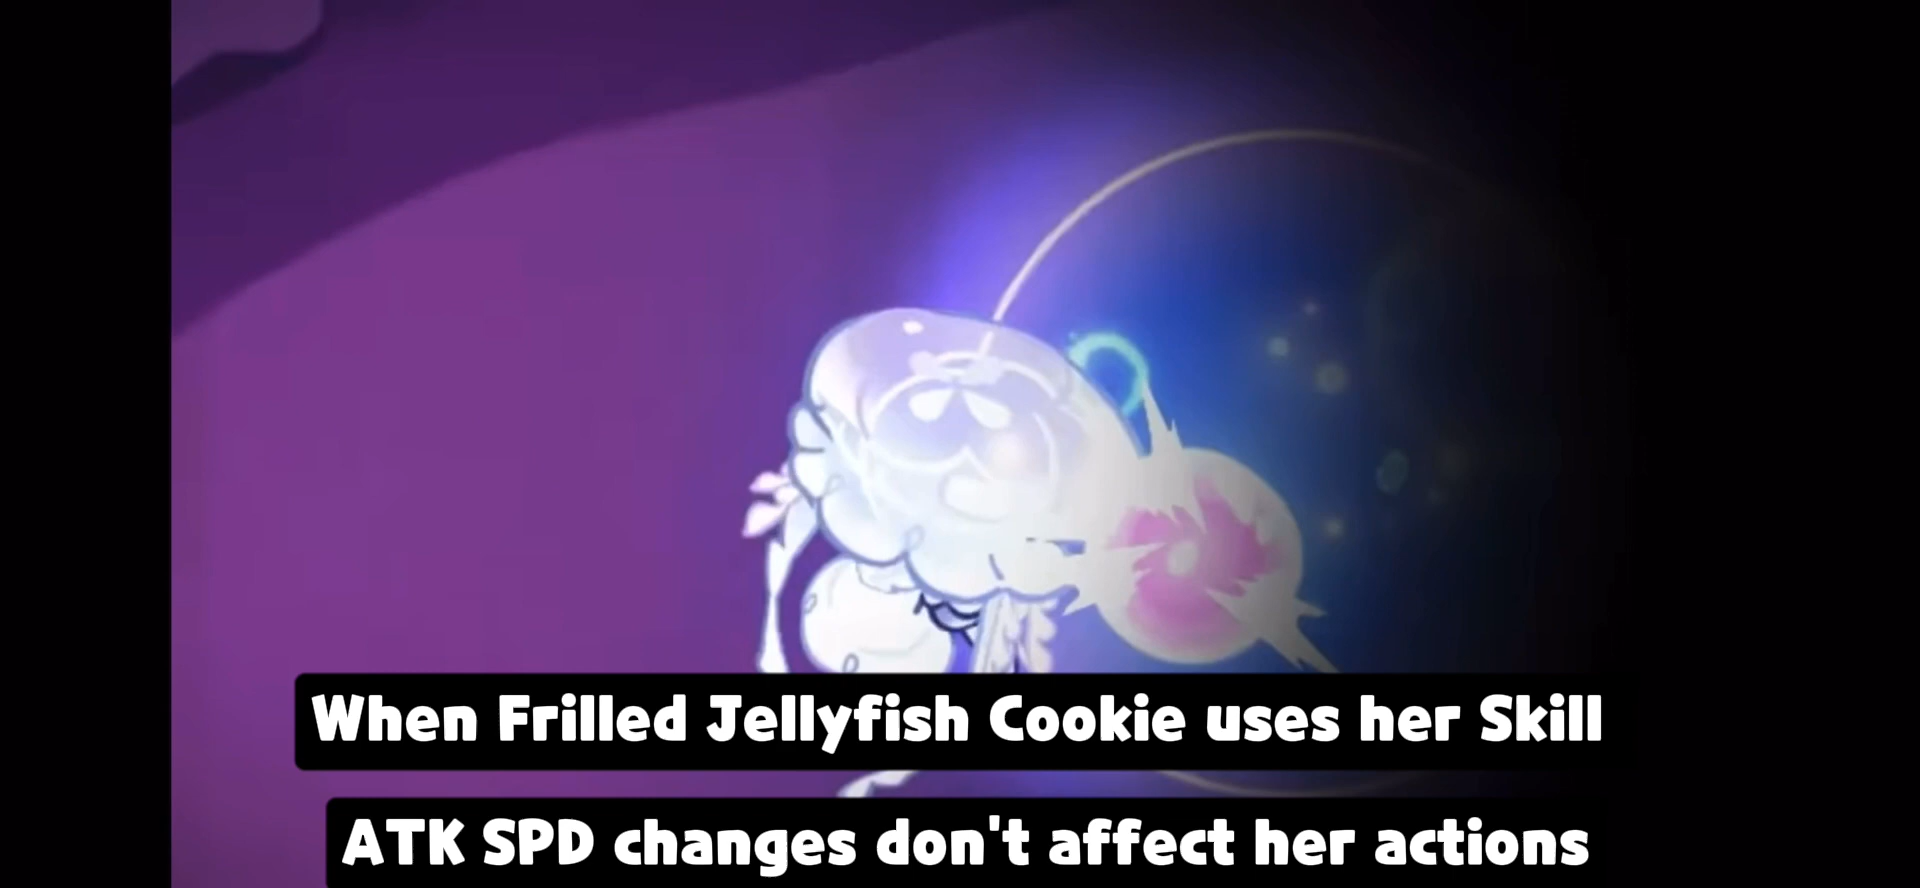 When Frilled Jellyfish Cookie uses her Skill
ATK SPD changes don't affect her actions